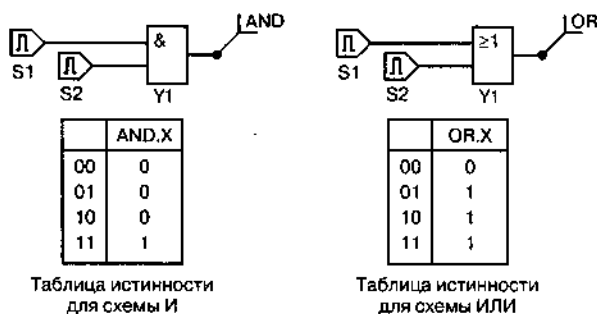 AND
&
S1
S2
Y1
AND.X
00 0
01 0
10 0
11 1
Таблица истинности
для схемы И
OR
≥1
S1
S2
Y1
OR.X
00 0
01 1
10 1
11 1
Таблица истинности
для схемы ИЛИ